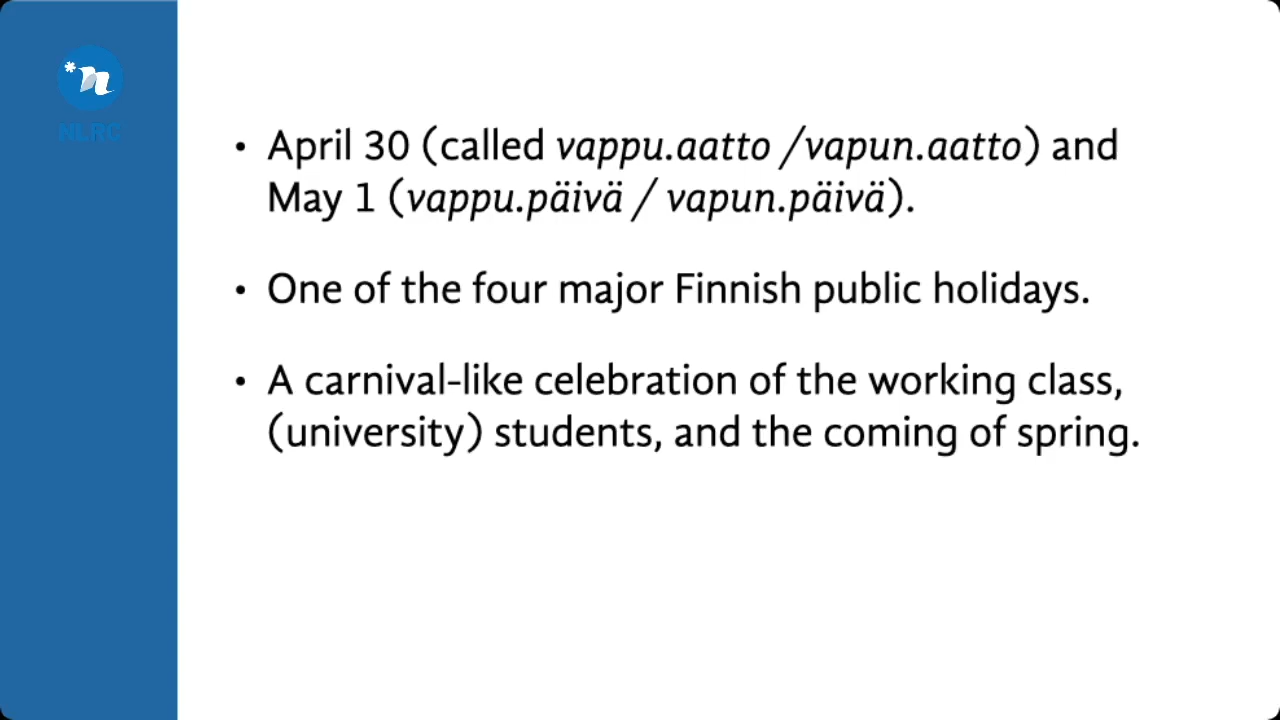 NLRC
• April 30 (called vappu.aatto /vapun.aatto) and
May 1 (vappu.päivä / vapun.päivä).
• One of the four major Finnish public holidays.
• A carnival-like celebration of the working class,
(university) students, and the coming of spring.